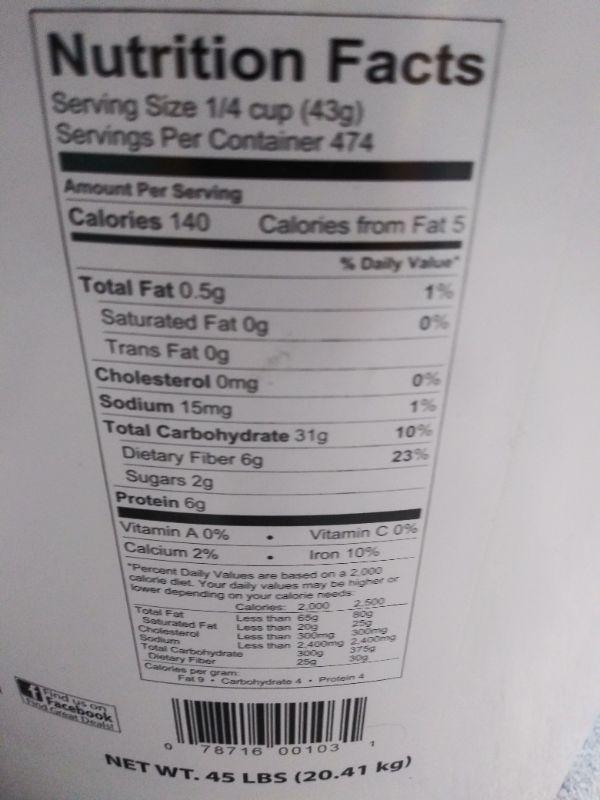 Nutrition Facts
Serving Size 1/4 cup (43g)
Servings Per Container 474
Amount Per Serving
Calories 140 Calories from Fat 5
% Daily Value*
Total Fat 0.5g 1%
Saturated Fat 0g 0%
Trans Fat 0g
Cholesterol 0mg 0%
Sodium 15mg 1%
Total Carbohydrate 31g 10%
Dietary Fiber 6g 23%
Sugars 2g
Protein 6g
Vitamin A 0% • Vitamin C 0%
Calcium 2% • Iron 10%
*Percent Daily Values are based on a 2,000
calorie diet. Your daily values may be higher or
lower depending on your calorie needs:
Calories: 2,000 2,500
Total Fat Less than 65g 80g
Saturated Fat Less than 20g 25g
Cholesterol Less than 300mg 300mg
Sodium Less than 2,400mg 2,400mg
Total Carbohydrate 300g 375g
Dietary Fiber 25g 30g
Calories per gram:
Fat 9 • Carbohydrate 4 • Protein 4
f Find us on
Facebook
Find Great Deals!
0 78716 00103 1
NET WT. 45 LBS (20.41 kg)